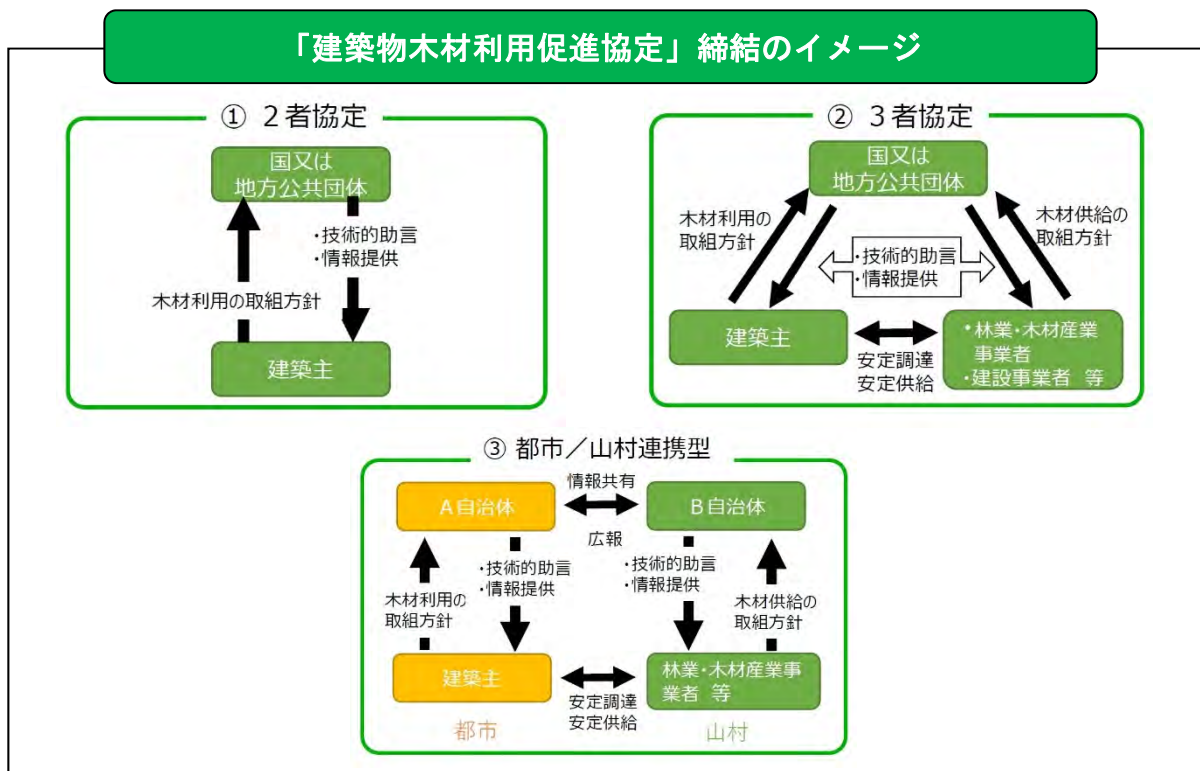 「建築物木材利用促進協定」締結のイメージ
① 2者協定
国又は
地方公共団体
・技術的助言
・情報提供
木材利用の取組方針
建築主
② 3者協定
国又は
地方公共団体
木材利用の
取組方針
木材供給の
取組方針
・技術的助言
・情報提供
建築主
安定調達
安定供給
・林業・木材産業
事業者
・建設事業者 等
③ 都市／山村連携型
A自治体
情報共有
広報
B自治体
・技術的助言
・情報提供
・技術的助言
・情報提供
木材利用の
取組方針
木材供給の
取組方針
建築主
安定調達
安定供給
林業・木材産業事
業者 等
都市
山村